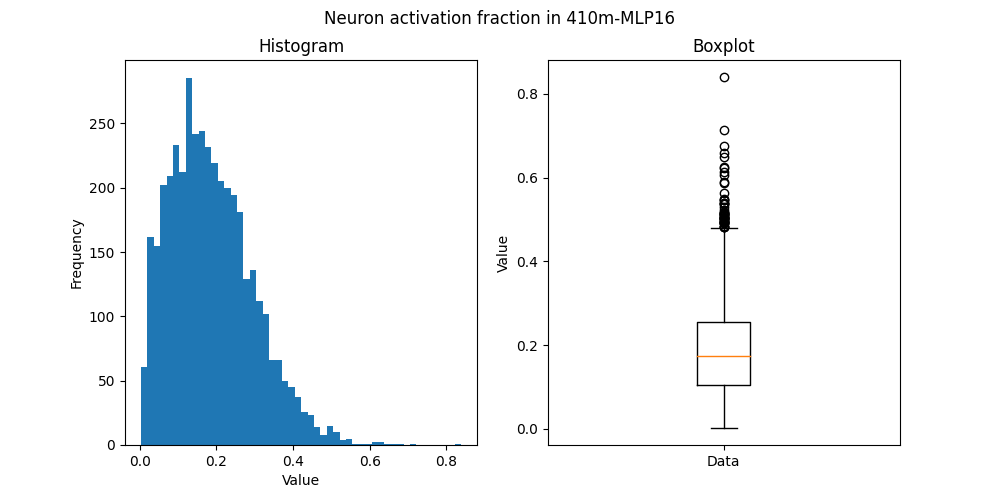 Neuron activation fraction in 410m-MLP16
Histogram
Frequency
250
200
150
100
50
0
0.0 0.2 0.4 0.6 0.8
Value
Boxplot
Value
0.8
0.6
0.4
0.2
0.0
Data